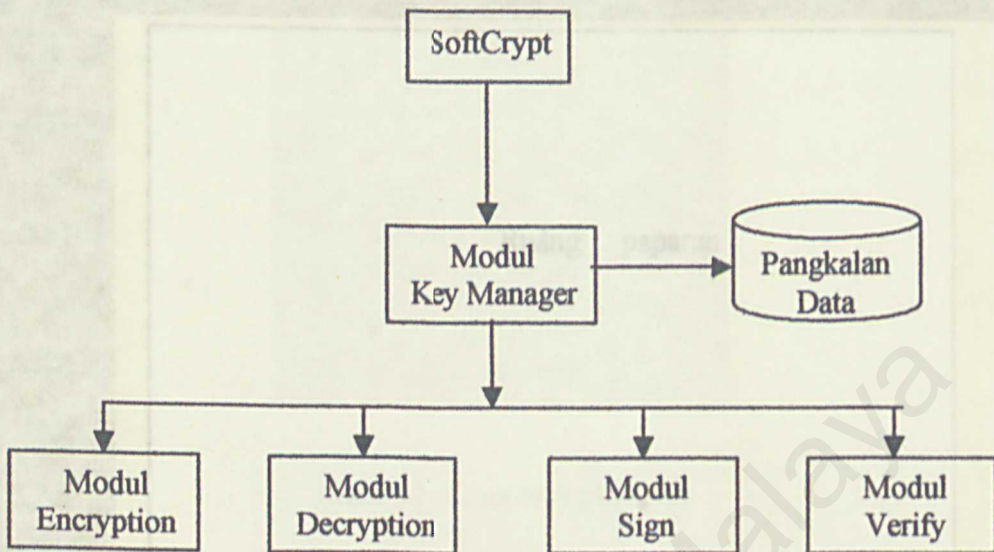 SoftCrypt
Modul
Key Manager
Pangkalan
Data
Modul
Encryption
Modul
Decryption
Modul
Sign
Modul
Verify